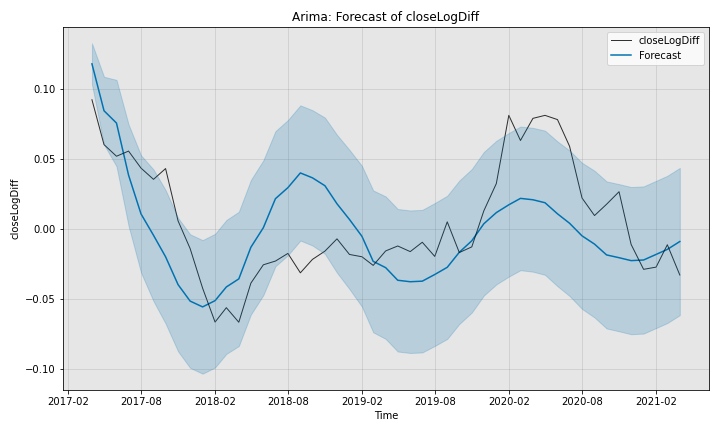 Arima: Forecast of closeLogDiff
closeLogDiff
Forecast
closeLogDiff
0.10
0.05
0.00
−0.05
−0.10
2017-02 2017-08 2018-02 2018-08 2019-02 2019-08 2020-02 2020-08 2021-02
Time